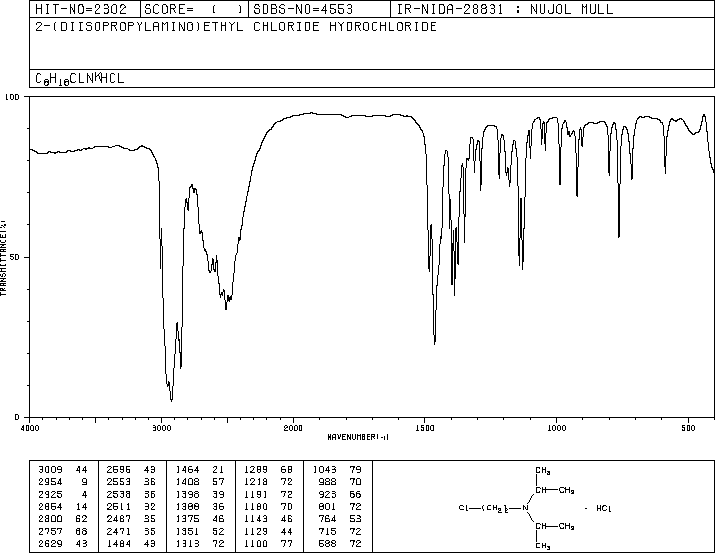 HIT-NO=2302 SCORE= ( ) SDBS-NO=4553 IR-NIDA-28831 : NUJOL MULL
2-(DIISOPROPYLAMINO)ETHYL CHLORIDE HYDROCHLORIDE
C8H18CLN·HCL
100
50
0
TRANSMITTANCE(%)
4000 3000 2000 1500 1000 500
WAVENUMBER(-1)
3009 44 2596 43 1464 21 1289 68 1043 79
2954 9 2553 36 1408 57 1218 72 988 70
2925 4 2538 36 1398 39 1191 72 923 66
2854 14 2511 32 1388 36 1180 70 801 72
2800 62 2487 35 1375 46 1143 46 764 53
2757 68 2471 35 1351 52 1129 44 715 72
2629 43 1484 43 1313 72 1100 77 588 72
CH3
CH—CH3
Cl—(CH2)2—N · HCl
CH—CH3
CH3